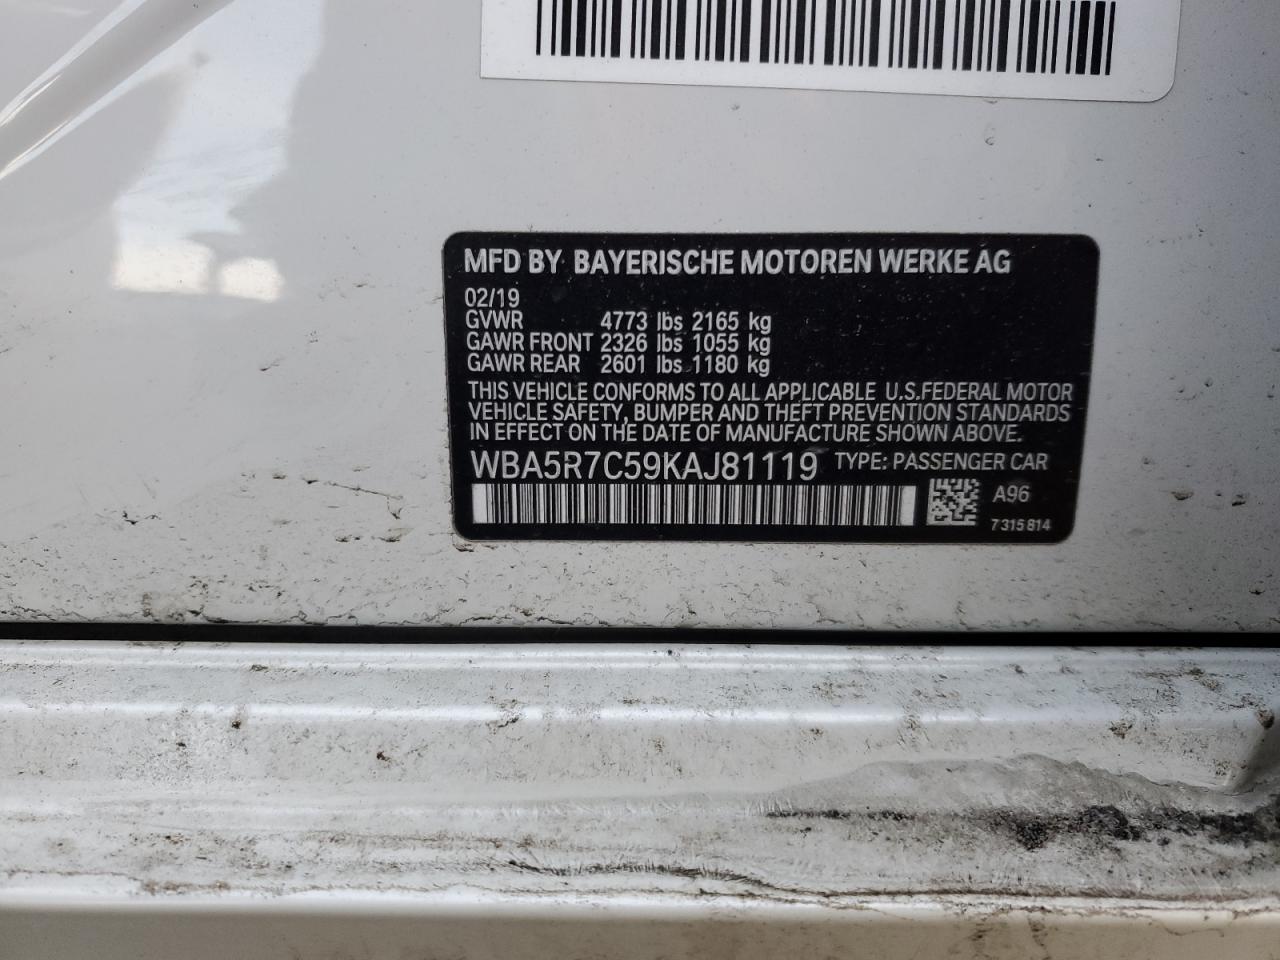 MFD BY BAYERISCHE MOTOREN WERKE AG
02/19
GVWR 4773 lbs 2165 kg
GAWR FRONT 2326 lbs 1055 kg
GAWR REAR 2601 lbs 1180 kg
THIS VEHICLE CONFORMS TO ALL APPLICABLE U.S.FEDERAL MOTOR
VEHICLE SAFETY, BUMPER AND THEFT PREVENTION STANDARDS
IN EFFECT ON THE DATE OF MANUFACTURE SHOWN ABOVE.
WBA5R7C59KAJ81119 TYPE: PASSENGER CAR
A96
7315814